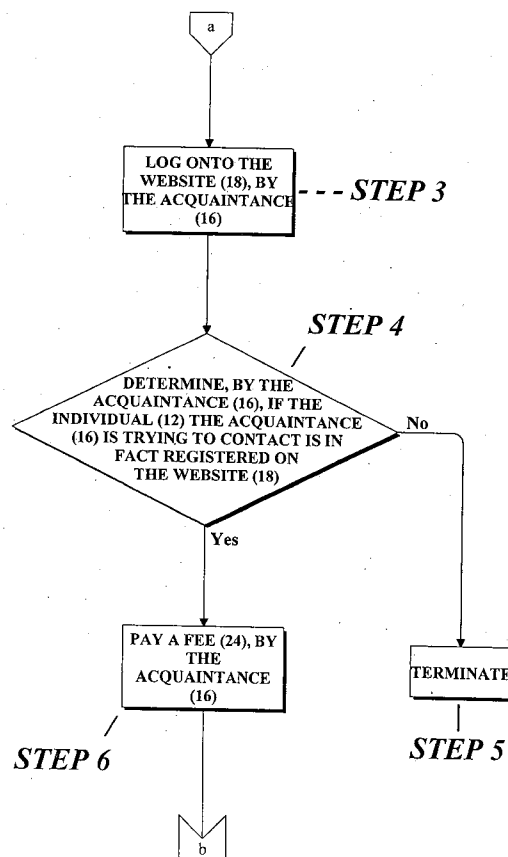 a
LOG ONTO THE
WEBSITE (18), BY
THE ACQUAINTANCE
(16)
--- STEP 3
STEP 4
DETERMINE, BY THE
ACQUAINTANCE (16), IF THE
INDIVIDUAL (12) THE ACQUAINTANCE
(16) IS TRYING TO CONTACT IS IN
FACT REGISTERED ON
THE WEBSITE (18)
No
Yes
PAY A FEE (24), BY
THE
ACQUAINTANCE
(16)
TERMINATE
STEP 6
STEP 5
b